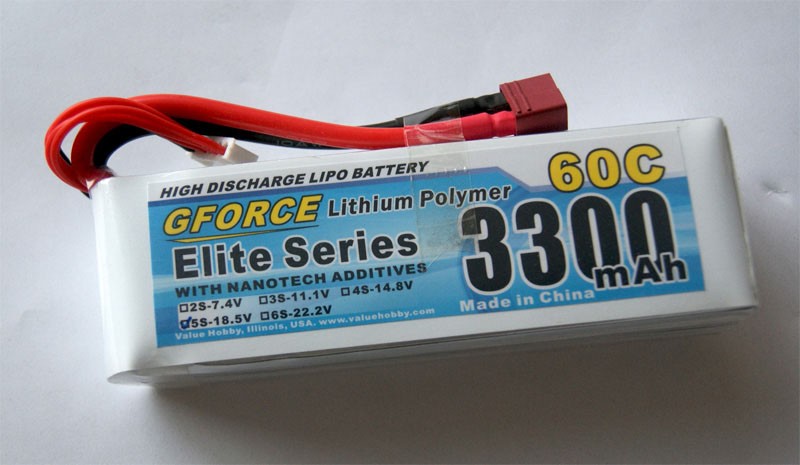 HIGH DISCHARGE LIPO BATTERY
60C
GFORCE Lithium Polymer
3300
mAh
Elite Series
WITH NANOTECH ADDITIVES
□2S-7.4V □3S-11.1V □4S-14.8V
☑5S-18.5V □6S-22.2V
Made in China
Value Hobby, Illinois, USA. www.valuehobby.com